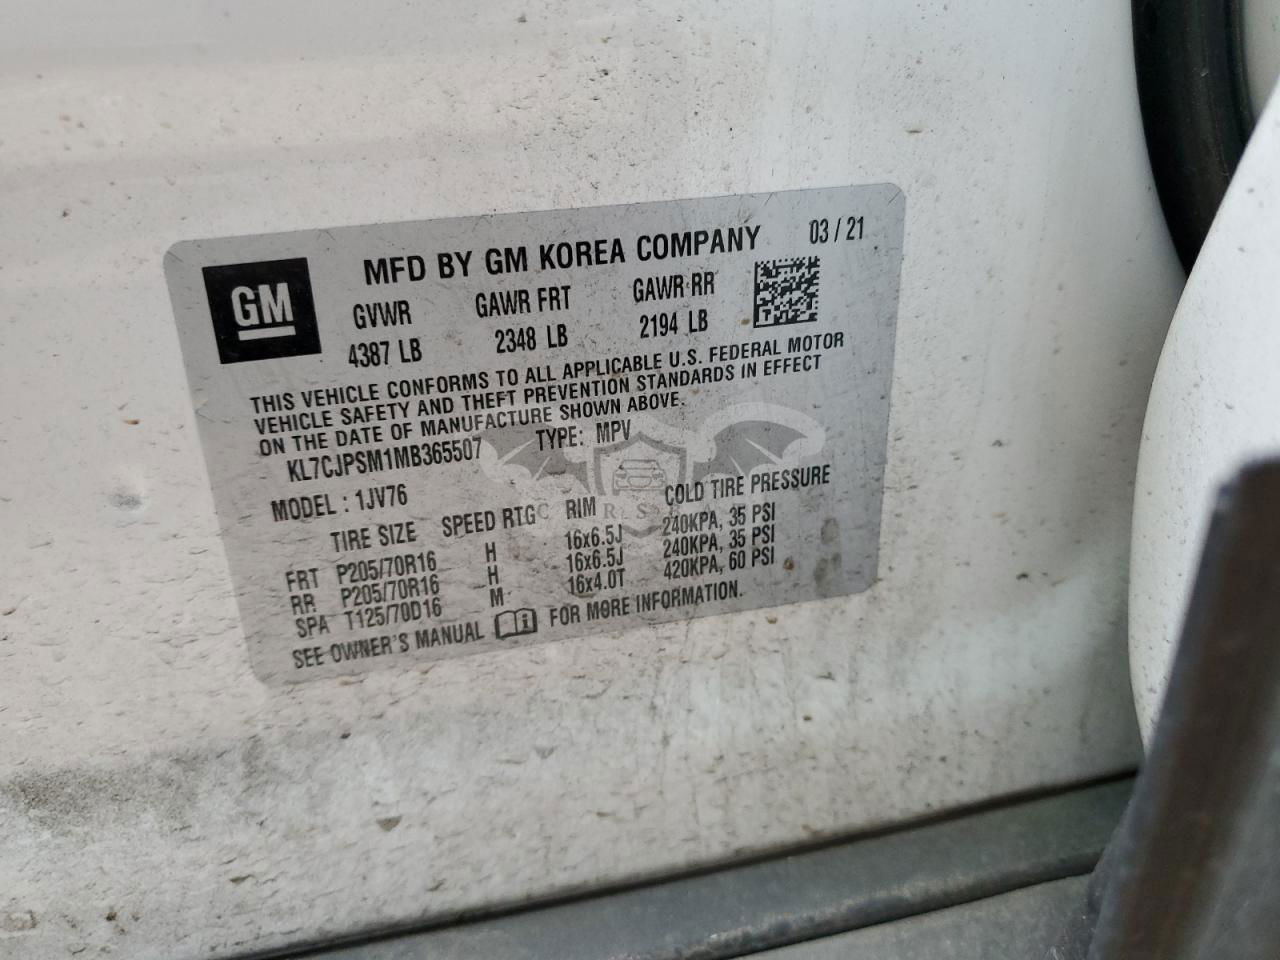 GM
MFD BY GM KOREA COMPANY 03 / 21
GVWR GAWR FRT GAWR RR
4387 LB 2348 LB 2194 LB
THIS VEHICLE CONFORMS TO ALL APPLICABLE U.S. FEDERAL MOTOR
VEHICLE SAFETY AND THEFT PREVENTION STANDARDS IN EFFECT
ON THE DATE OF MANUFACTURE SHOWN ABOVE.
KL7CJPSM1MB365507 TYPE: MPV
MODEL : 1JV76
TIRE SIZE SPEED RTG RIM COLD TIRE PRESSURE
FRT P205/70R16 H 16x6.5J 240KPA, 35 PSI
RR P205/70R16 H 16x6.5J 240KPA, 35 PSI
SPA T125/70D16 M 16x4.0T 420KPA, 60 PSI
SEE OWNER'S MANUAL FOR MORE INFORMATION.